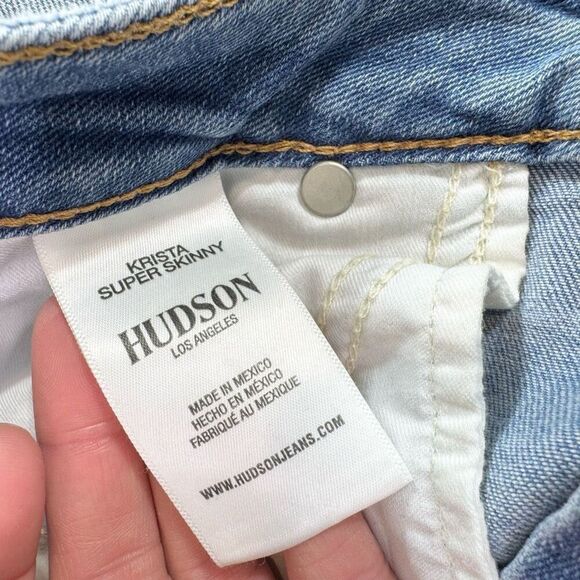 KRISTA
SUPER SKINNY
HUDSON
LOS ANGELES
MADE IN MEXICO
HECHO EN MÉXICO
FABRIQUÉ AU MEXIQUE
WWW.HUDSONJEANS.COM